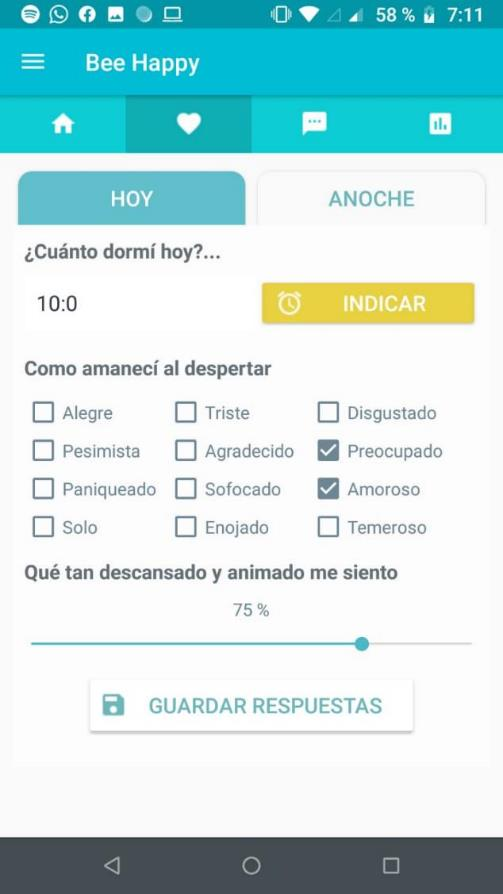 58 % 7:11
Bee Happy
HOY ANOCHE
¿Cuánto dormí hoy?...
10:0 INDICAR
Como amanecí al despertar
Alegre Triste Disgustado
Pesimista Agradecido Preocupado
Paniqueado Sofocado Amoroso
Solo Enojado Temeroso
Qué tan descansado y animado me siento
75 %
GUARDAR RESPUESTAS